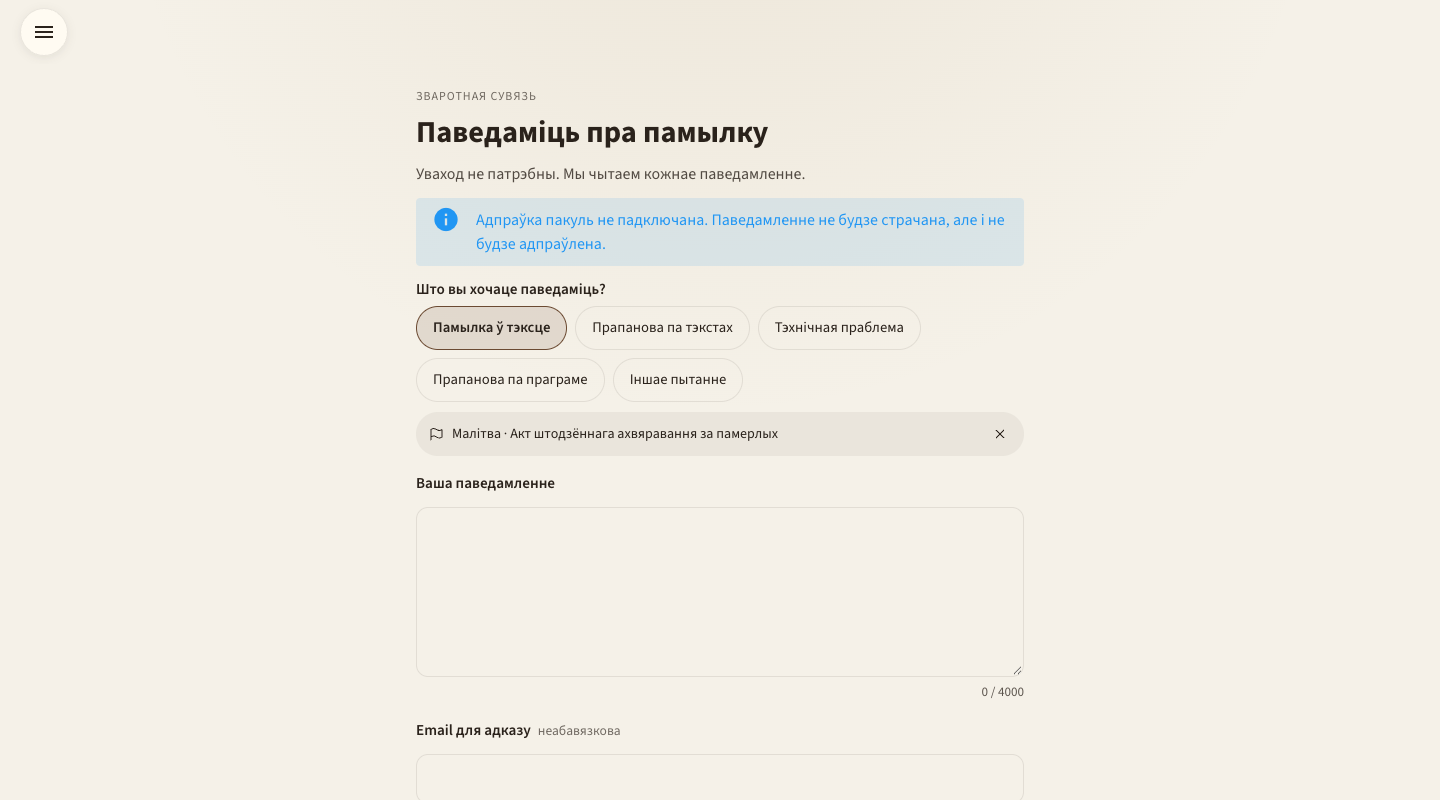 ЗВАРОТНАЯ СУВЯЗЬ
Паведаміць пра памылку
Уваход не патрэбны. Мы чытаем кожнае паведамленне.
Адпраўка пакуль не падключана. Паведамленне не будзе страчана, але і не
будзе адпраўлена.
Што вы хочаце паведаміць?
Памылка ў тэксце
Прапанова па тэкстах
Тэхнічная праблема
Прапанова па праграме
Іншае пытанне
Малітва · Акт штодзённага ахвяравання за памерлых
Ваша паведамленне
0 / 4000
Email для адказу неабавязкова